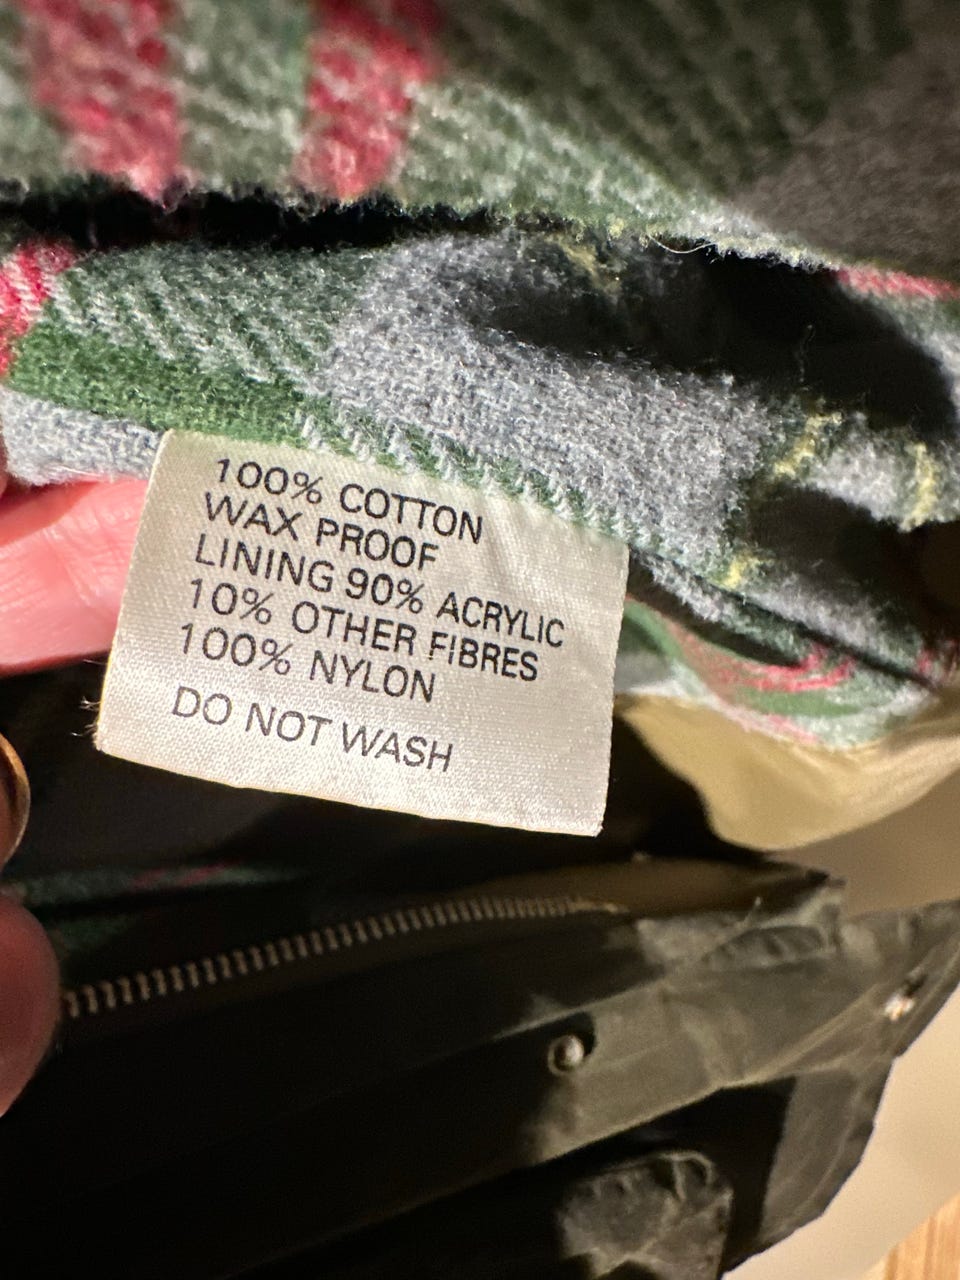 100% COTTON
WAX PROOF
LINING 90% ACRYLIC
10% OTHER FIBRES
100% NYLON
DO NOT WASH